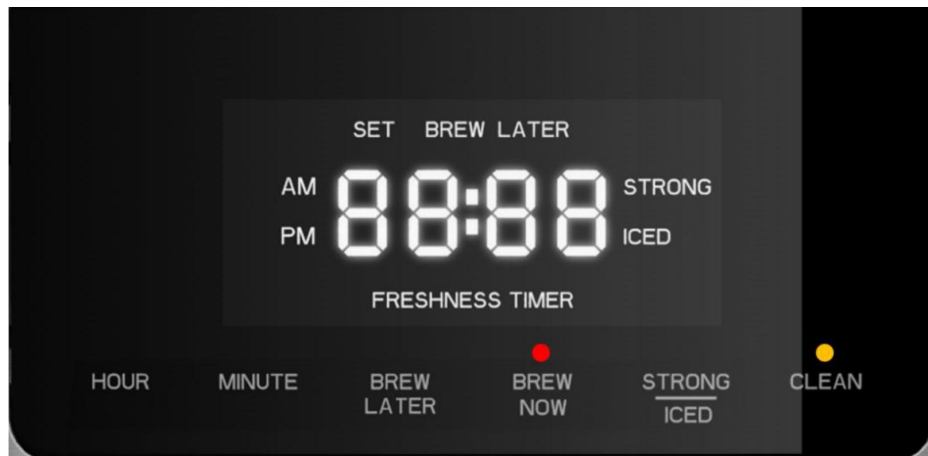 SET BREW LATER
AM 88:88 STRONG
PM ICED
FRESHNESS TIMER
HOUR MINUTE BREW LATER BREW NOW STRONG ICED CLEAN